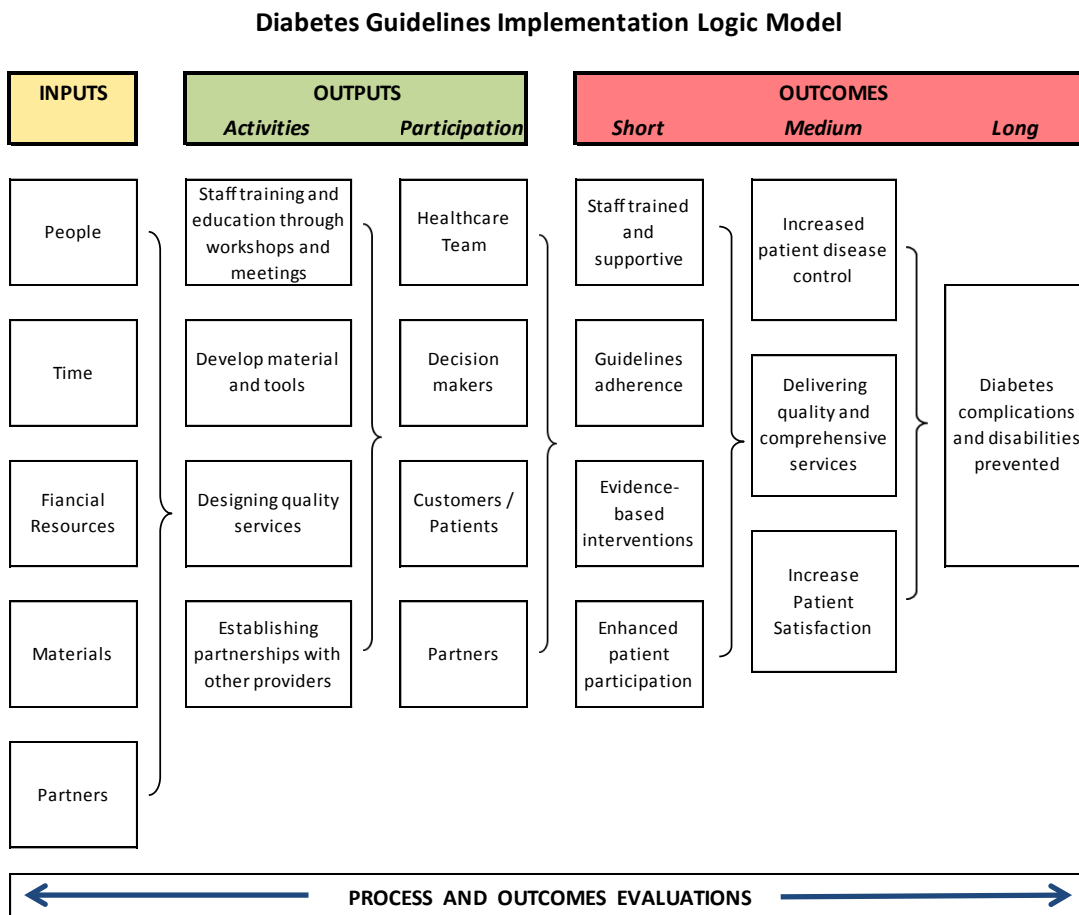 Diabetes Guidelines Implementation Logic Model
INPUTS
OUTPUTS
Activities
Participation
OUTCOMES
Short
Medium
Long
People
Time
Fiancial
Resources
Materials
Partners
Staff training and
education through
workshops and
meetings
Develop material
and tools
Designing quality
services
Establishing
partnerships with
other providers
Healthcare
Team
Decision
makers
Customers /
Patients
Partners
Staff trained
and
supportive
Guidelines
adherence
Evidence-
based
interventions
Enhanced
patient
participation
Increased
patient disease
control
Delivering
quality and
comprehensive
services
Increase
Patient
Satisfaction
Diabetes
complications
and disabilities
prevented
PROCESS AND OUTCOMES EVALUATIONS